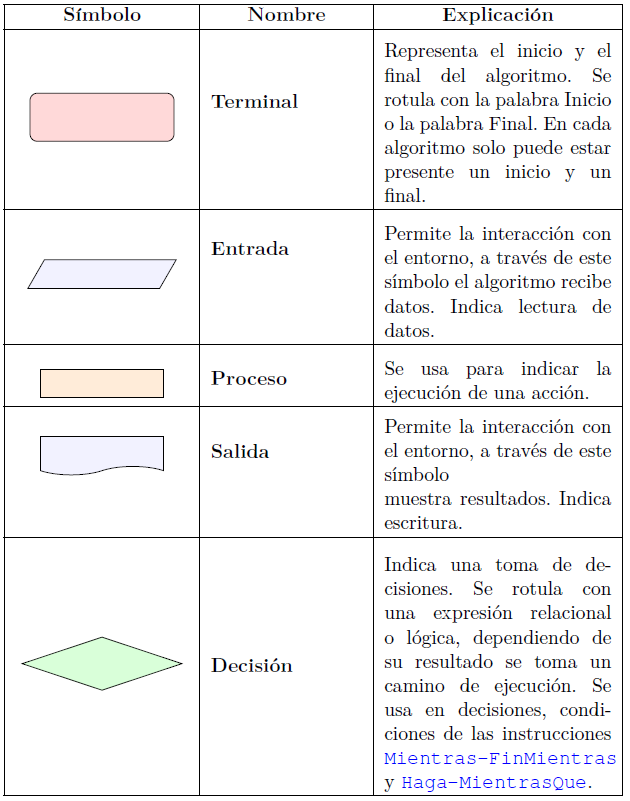 Símbolo Nombre Explicación
Terminal
Representa el inicio y el
final del algoritmo. Se
rotula con la palabra Inicio
o la palabra Final. En cada
algoritmo solo puede estar
presente un inicio y un
final.
Entrada
Permite la interacción con
el entorno, a través de este
símbolo el algoritmo recibe
datos. Indica lectura de
datos.
Proceso
Se usa para indicar la
ejecución de una acción.
Salida
Permite la interacción con
el entorno, a través de este
símbolo
muestra resultados. Indica
escritura.
Decisión
Indica una toma de de-
cisiones. Se rotula con
una expresión relacional
o lógica, dependiendo de
su resultado se toma un
camino de ejecución. Se
usa en decisiones, condi-
ciones de las instrucciones
Mientras-FinMientras
y Haga-MientrasQue.